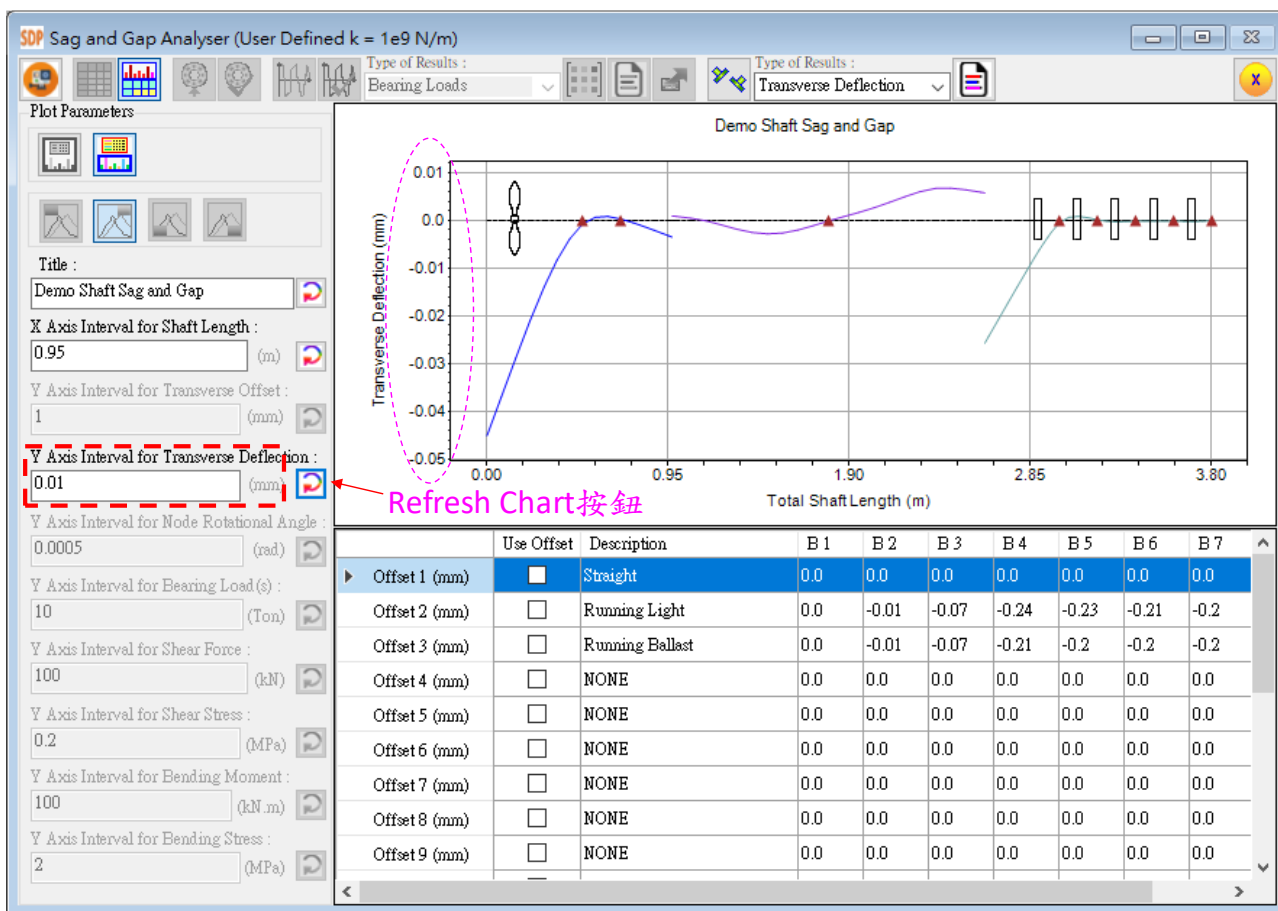 SDP Sag and Gap Analyser (User Defined k = 1e9 N/m)
Type of Results :
Bearing Loads
Type of Results :
Transverse Deflection
x
Plot Parameters
Title :
Demo Shaft Sag and Gap
X Axis Interval for Shaft Length :
0.95 (m)
Y Axis Interval for Transverse Offset :
1 (mm)
Y Axis Interval for Transverse Deflection :
0.01 (mm)
Y Axis Interval for Node Rotational Angle :
0.0005 (rad)
Y Axis Interval for Bearing Load(s) :
10 (Ton)
Y Axis Interval for Shear Force :
100 (kN)
Y Axis Interval for Shear Stress :
0.2 (MPa)
Y Axis Interval for Bending Moment :
100 (kN.m)
Y Axis Interval for Bending Stress :
2 (MPa)
Demo Shaft Sag and Gap
Transverse Deflection (mm)
0.01
0.0
-0.01
-0.02
-0.03
-0.04
-0.05
0.00 0.95 1.90 2.85 3.80
Total Shaft Length (m)
Refresh Chart按鈕
Use Offset Description B 1 B 2 B 3 B 4 B 5 B 6 B 7
Offset 1 (mm) Straight 0.0 0.0 0.0 0.0 0.0 0.0 0.0
Offset 2 (mm) Running Light 0.0 -0.01 -0.07 -0.24 -0.23 -0.21 -0.2
Offset 3 (mm) Running Ballast 0.0 -0.01 -0.07 -0.21 -0.2 -0.2 -0.2
Offset 4 (mm) NONE 0.0 0.0 0.0 0.0 0.0 0.0 0.0
Offset 5 (mm) NONE 0.0 0.0 0.0 0.0 0.0 0.0 0.0
Offset 6 (mm) NONE 0.0 0.0 0.0 0.0 0.0 0.0 0.0
Offset 7 (mm) NONE 0.0 0.0 0.0 0.0 0.0 0.0 0.0
Offset 8 (mm) NONE 0.0 0.0 0.0 0.0 0.0 0.0 0.0
Offset 9 (mm) NONE 0.0 0.0 0.0 0.0 0.0 0.0 0.0